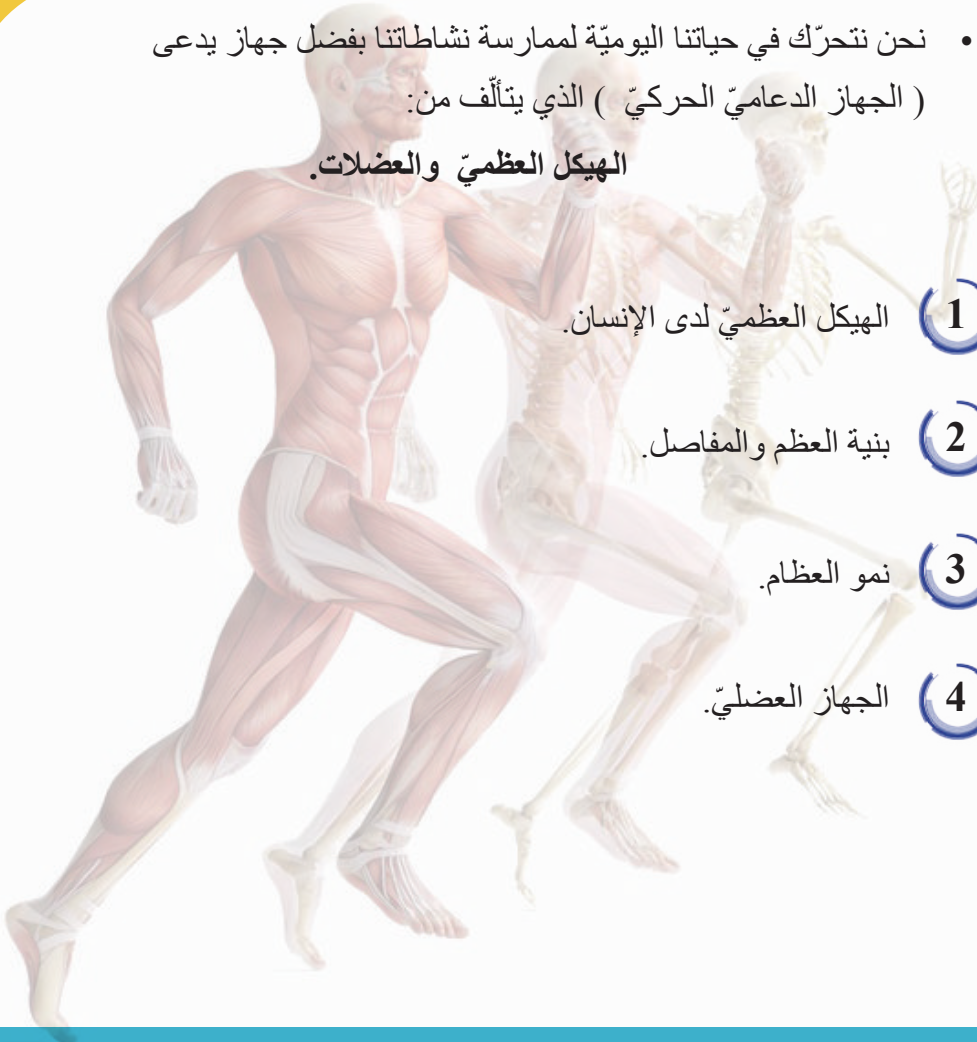 • نحن نتحرّك في حياتنا اليوميّة لممارسة نشاطاتنا بفضل جهاز يدعى
( الجهاز الدعاميّ الحركيّ ) الذي يتألّف من:
الهيكل العظميّ والعضلات.
1 الهيكل العظميّ لدى الإنسان.
2 بنية العظم والمفاصل.
3 نمو العظام.
4 الجهاز العضليّ.